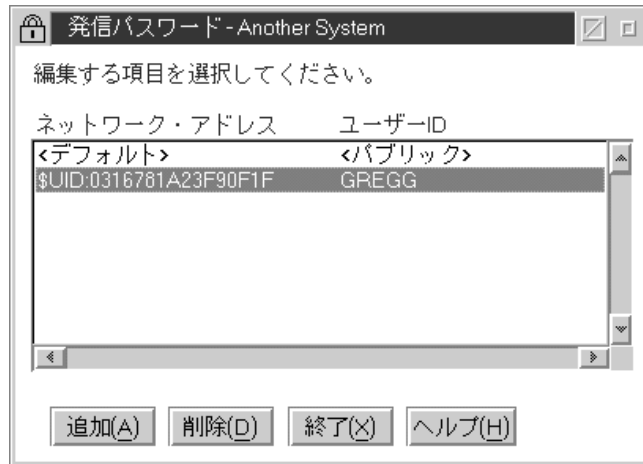 発信パスワード - Another System
編集する項目を選択してください。
ネットワーク・アドレス ユーザーID
<デフォルト> <パブリック>
$UID:0316781A23F90F1F GREGG
追加(A) 削除(D) 終了(X) ヘルプ(H)